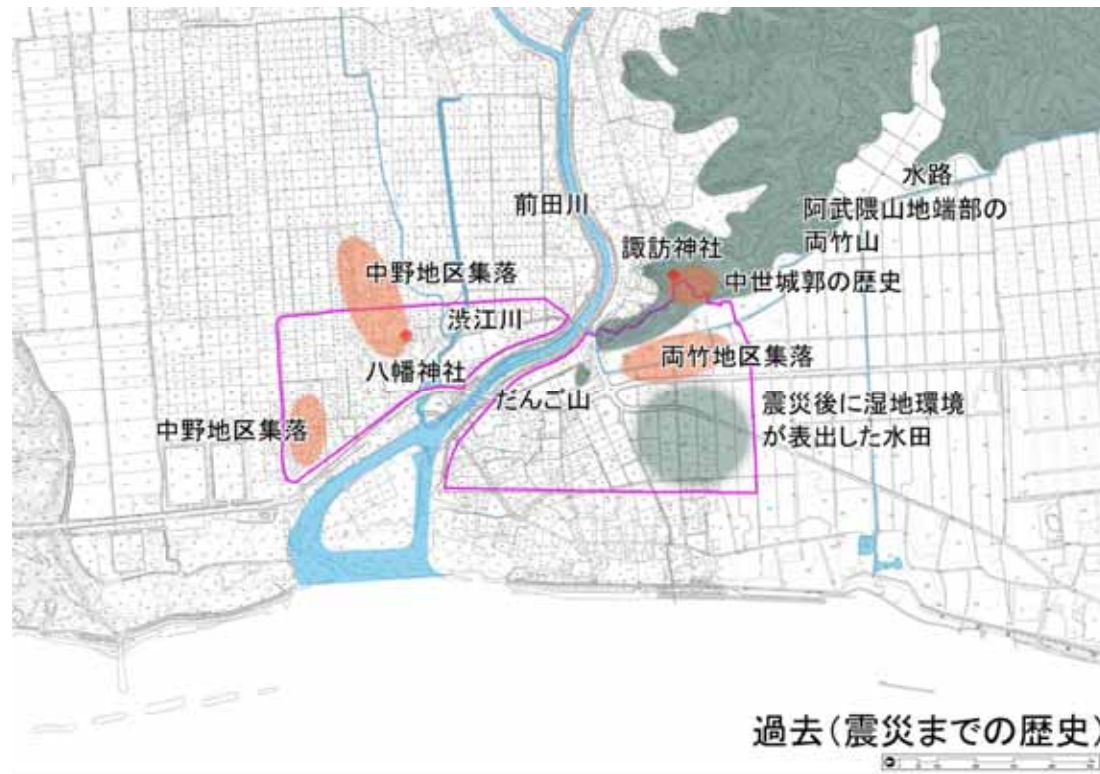 水路
阿武隈山地端部の
両竹山
前田川
諏訪神社
中世城郭の歴史
中野地区集落
渋江川
八幡神社
両竹地区集落
だんご山
震災後に湿地環境
が表出した水田
中野地区集落
過去(震災までの歴史)